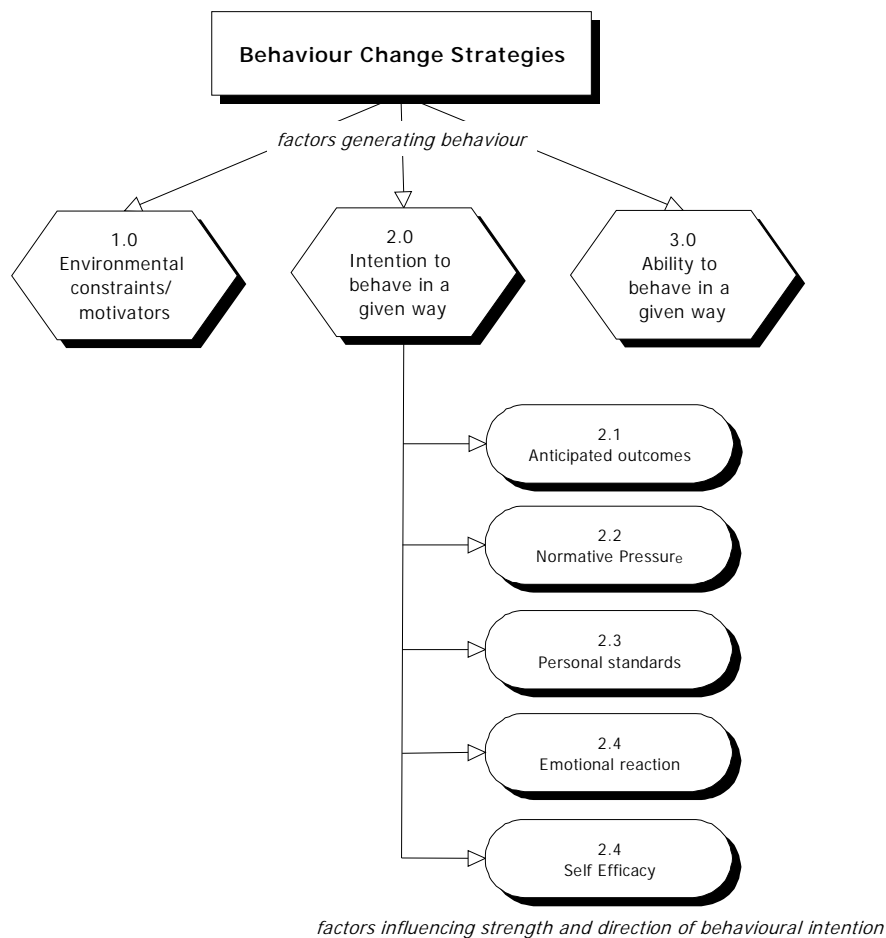 Behaviour Change Strategies
factors generating behaviour
1.0
Environmental
constraints/
motivators
2.0
Intention to
behave in a
given way
3.0
Ability to
behave in a
given way
2.1
Anticipated outcomes
2.2
Normative Pressure
2.3
Personal standards
2.4
Emotional reaction
2.4
Self Efficacy
factors influencing strength and direction of behavioural intention